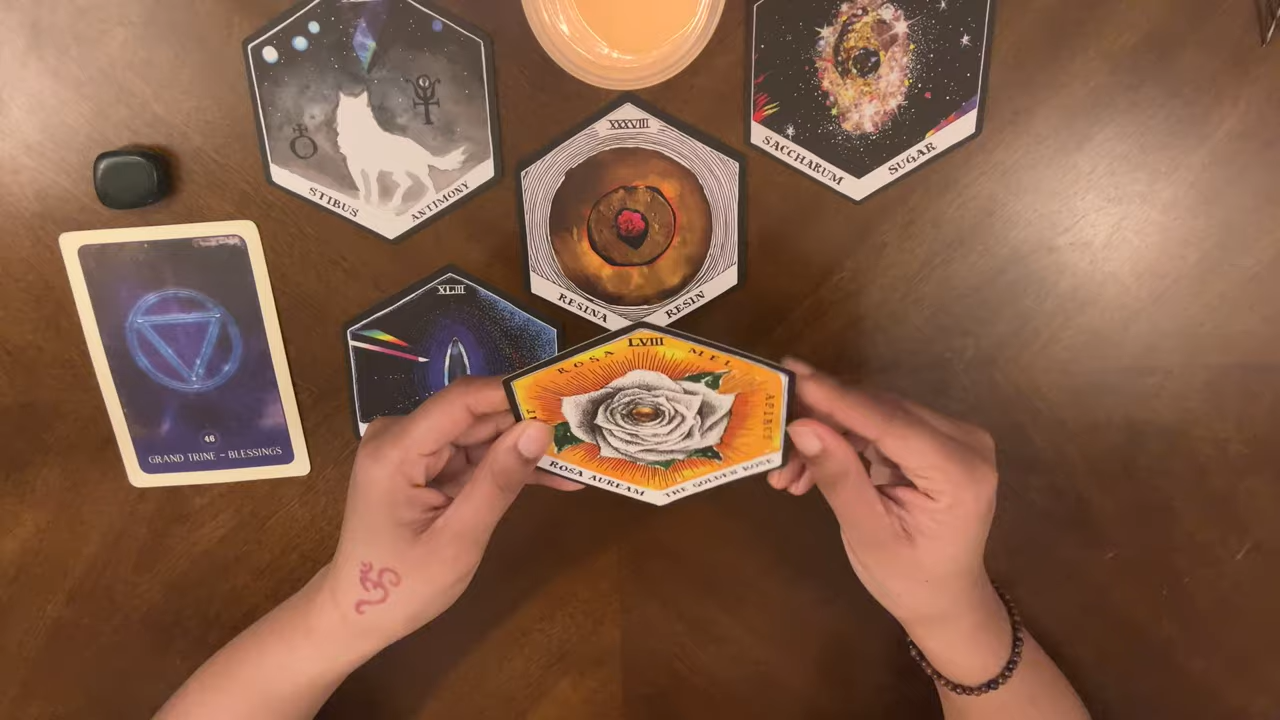 STIBUS ANTIMONY
SACCHARUM SUGAR
XXXVIII
RESINA RESIN
XLIII
LVIII
ROSA MEL APIBUS
ROSA AUREAM THE GOLDEN ROSE
46
GRAND TRINE - BLESSINGS
ॐ